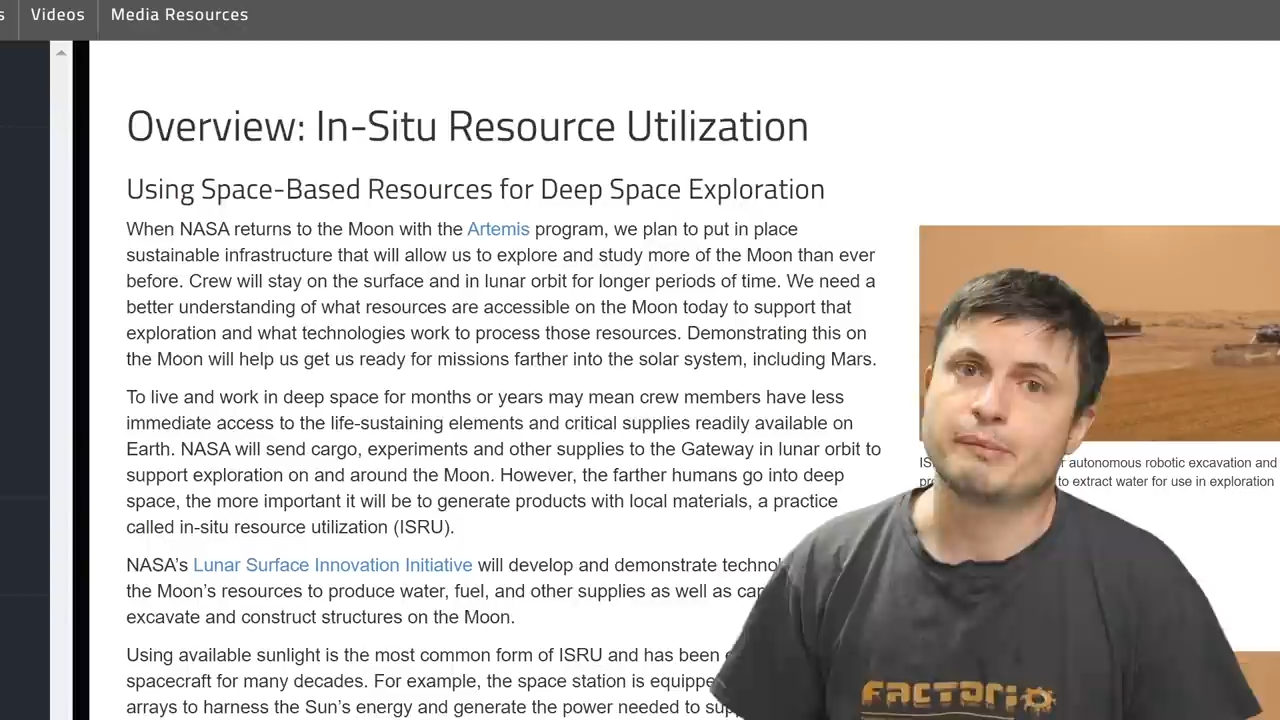 Videos
Media Resources
Overview: In-Situ Resource Utilization
Using Space-Based Resources for Deep Space Exploration
When NASA returns to the Moon with the Artemis program, we plan to put in place
sustainable infrastructure that will allow us to explore and study more of the Moon than ever
before. Crew will stay on the surface and in lunar orbit for longer periods of time. We need a
better understanding of what resources are accessible on the Moon today to support that
exploration and what technologies work to process those resources. Demonstrating this on
the Moon will help us get us ready for missions farther into the solar system, including Mars.
To live and work in deep space for months or years may mean crew members have less
immediate access to the life-sustaining elements and critical supplies readily available on
Earth. NASA will send cargo, experiments and other supplies to the Gateway in lunar orbit to
support exploration on and around the Moon. However, the farther humans go into deep
space, the more important it will be to generate products with local materials, a practice
called in-situ resource utilization (ISRU).
NASA's Lunar Surface Innovation Initiative will develop and demonstrate
the Moon's resources to produce water, fuel, and other supplies as well as
excavate and construct structures on the Moon.
Using available sunlight is the most common form of ISRU and has been
spacecraft for many decades. For example, the space station is
arrays to harness the Sun's energy and generate the power needed to
autonomous robotic excavation and
to extract water for use in exploration
FACTORIO